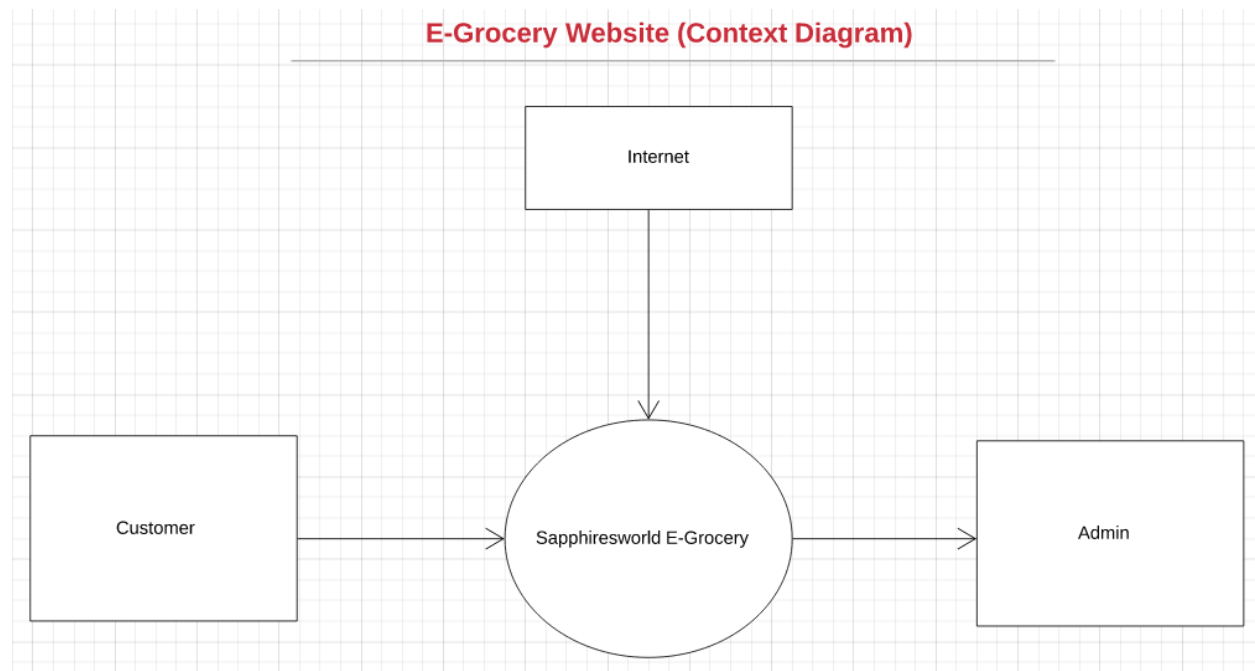 E-Grocery Website (Context Diagram)
Internet
Customer
Sapphiresworld E-Grocery
Admin